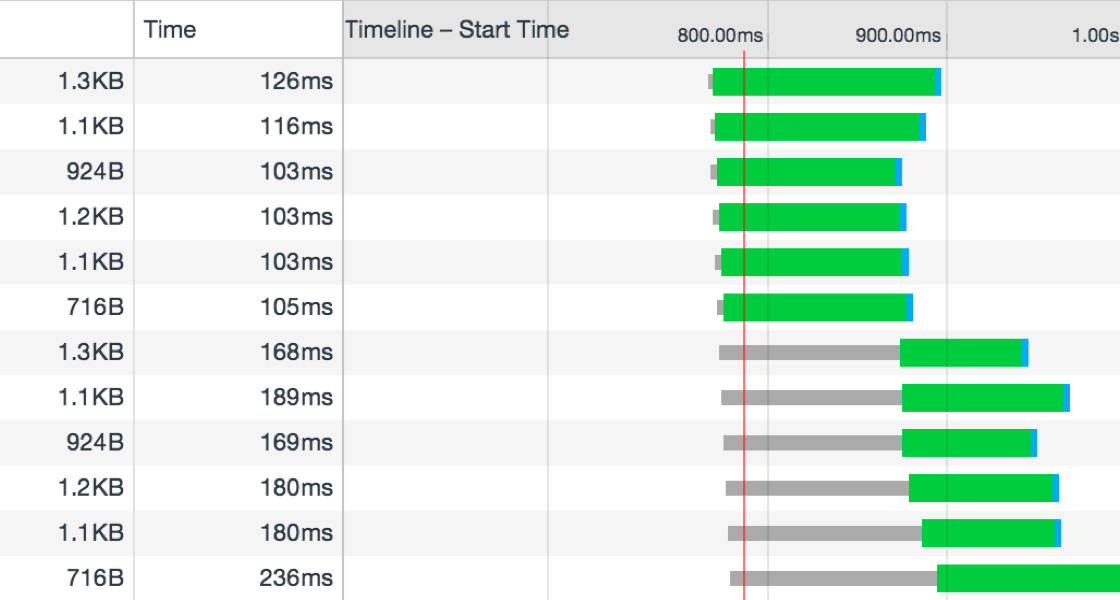 Time Timeline – Start Time 800.00ms 900.00ms 1.00s
1.3KB 126ms
1.1KB 116ms
924B 103ms
1.2KB 103ms
1.1KB 103ms
716B 105ms
1.3KB 168ms
1.1KB 189ms
924B 169ms
1.2KB 180ms
1.1KB 180ms
716B 236ms